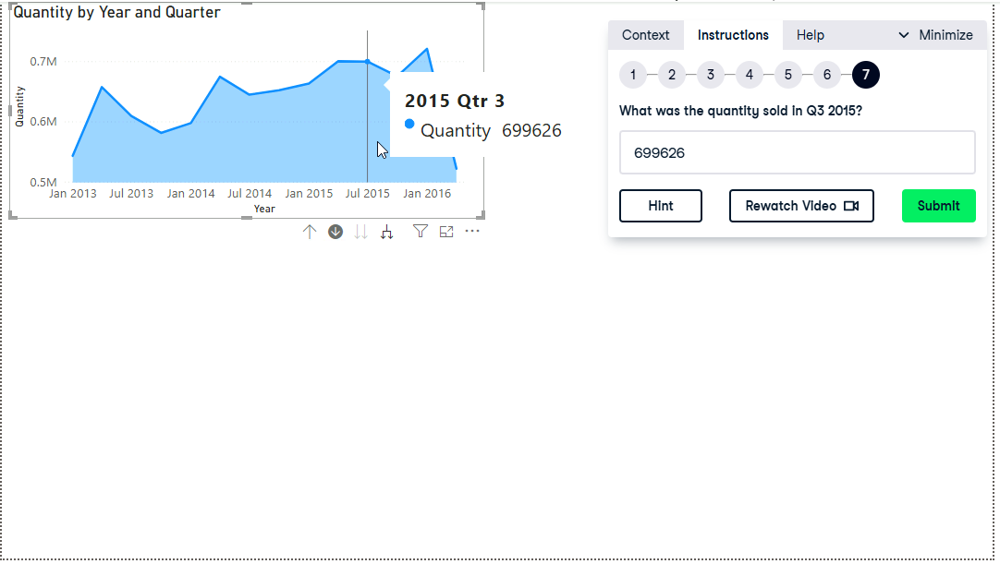 Quantity by Year and Quarter
0.7M
0.6M
0.5M
Quantity
Jan 2013 Jul 2013 Jan 2014 Jul 2014 Jan 2015 Jul 2015 Jan 2016
Year
2015 Qtr 3
Quantity 699626
Context Instructions Help Minimize
1 2 3 4 5 6 7
What was the quantity sold in Q3 2015?
699626
Hint Rewatch Video Submit